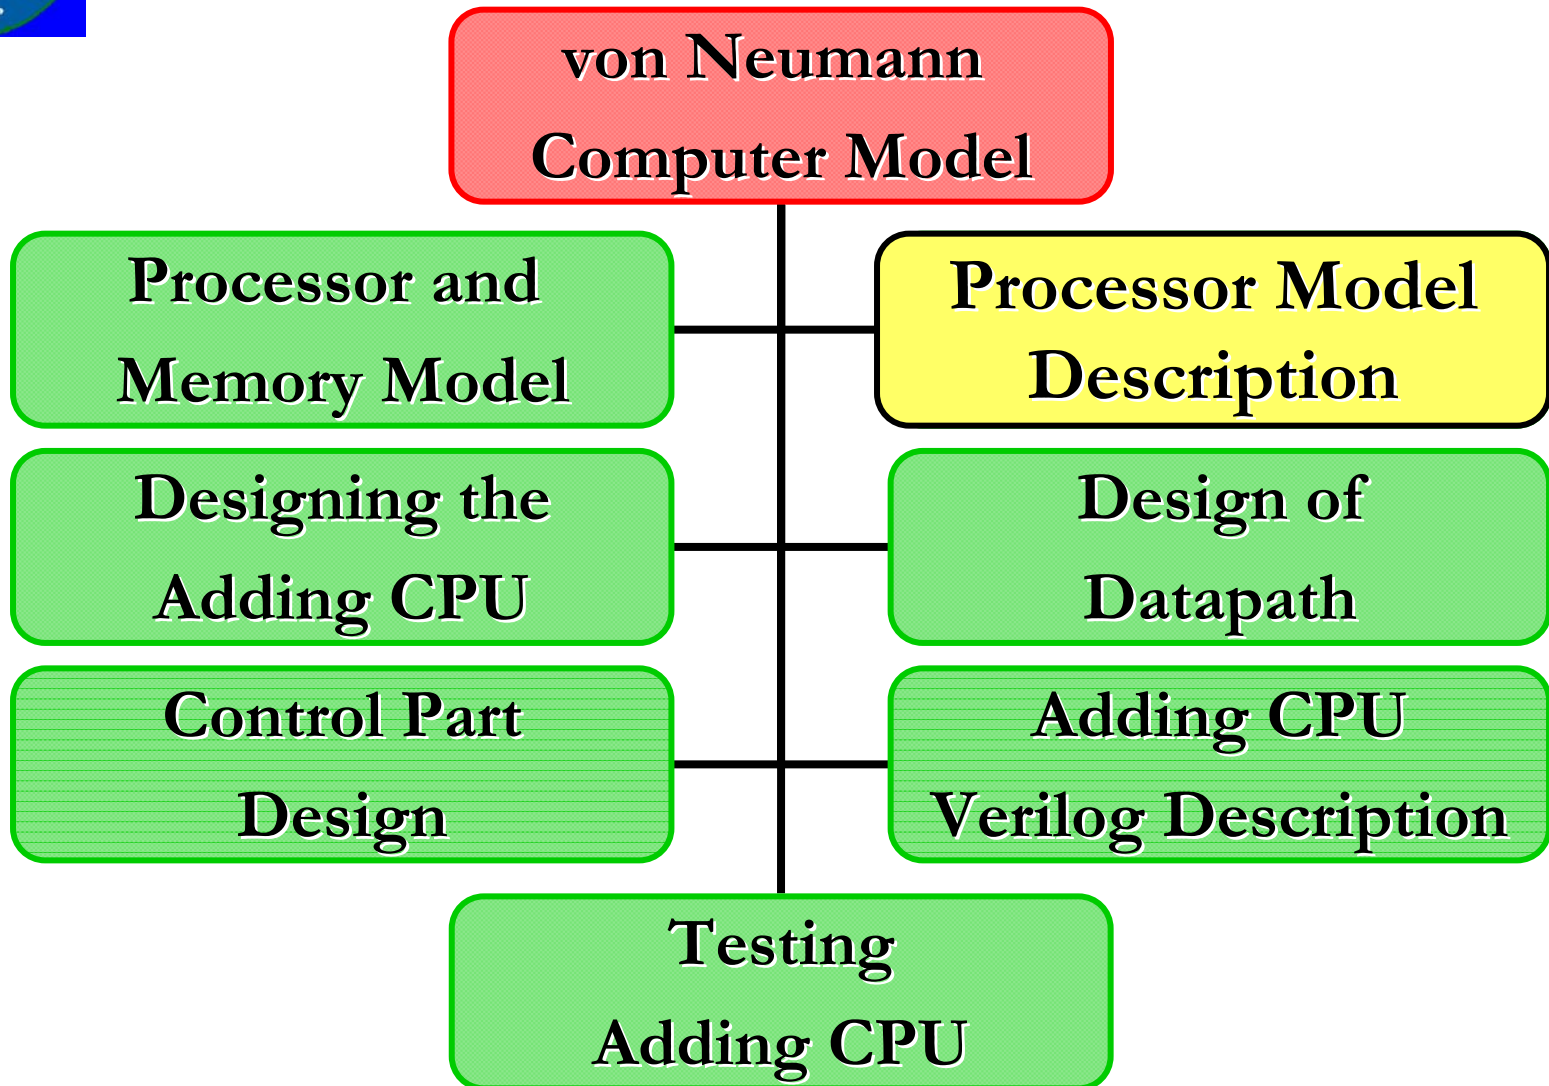 von Neumann
Computer Model
Processor and
Memory Model
Processor Model
Description
Designing the
Adding CPU
Design of
Datapath
Control Part
Design
Adding CPU
Verilog Description
Testing
Adding CPU